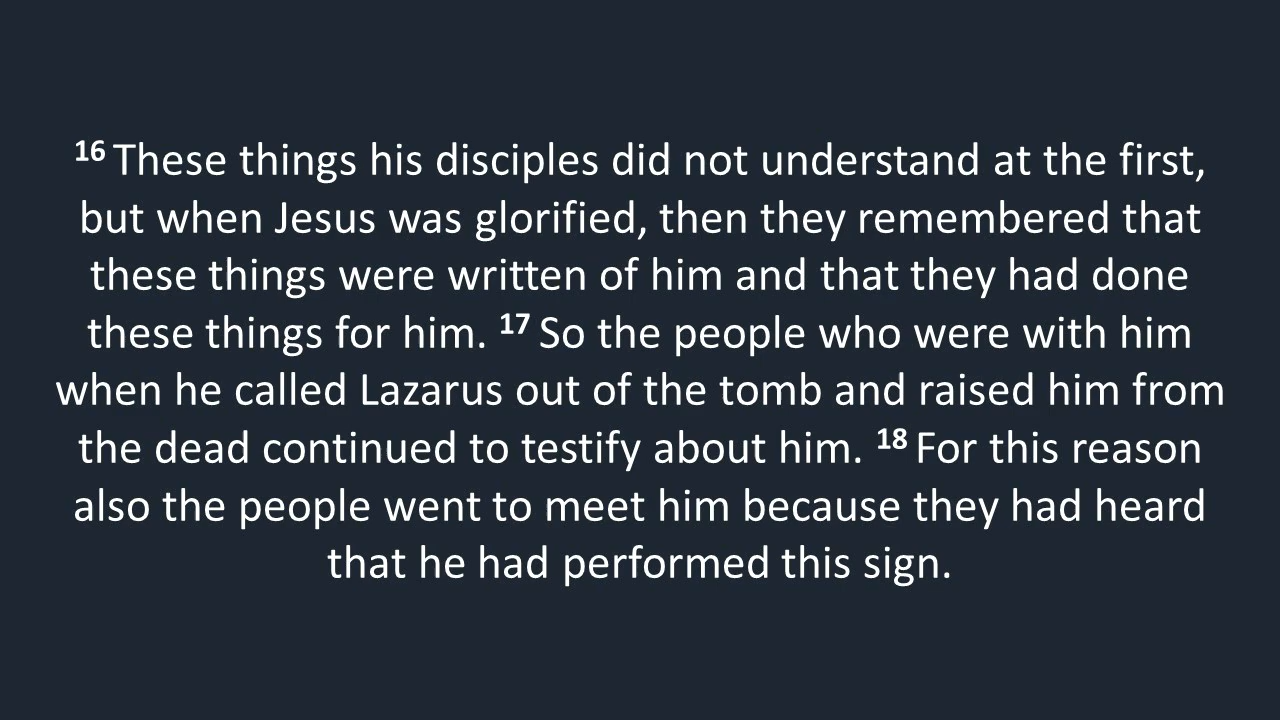 16 These things his disciples did not understand at the first,
but when Jesus was glorified, then they remembered that
these things were written of him and that they had done
these things for him. 17 So the people who were with him
when he called Lazarus out of the tomb and raised him from
the dead continued to testify about him. 18 For this reason
also the people went to meet him because they had heard
that he had performed this sign.